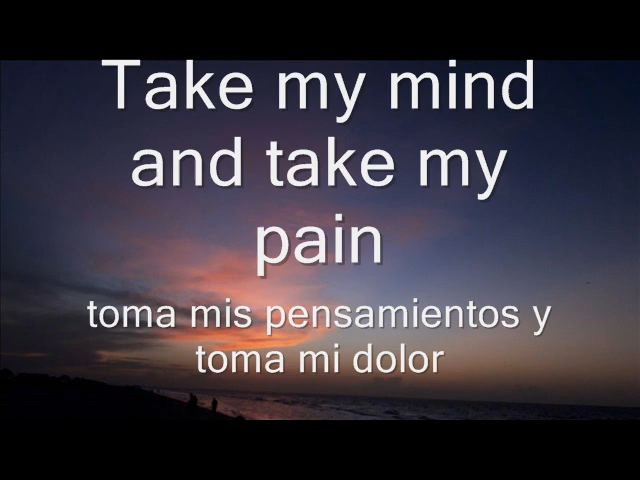 Take my mind
and take my
pain
toma mis pensamientos y
toma mi dolor